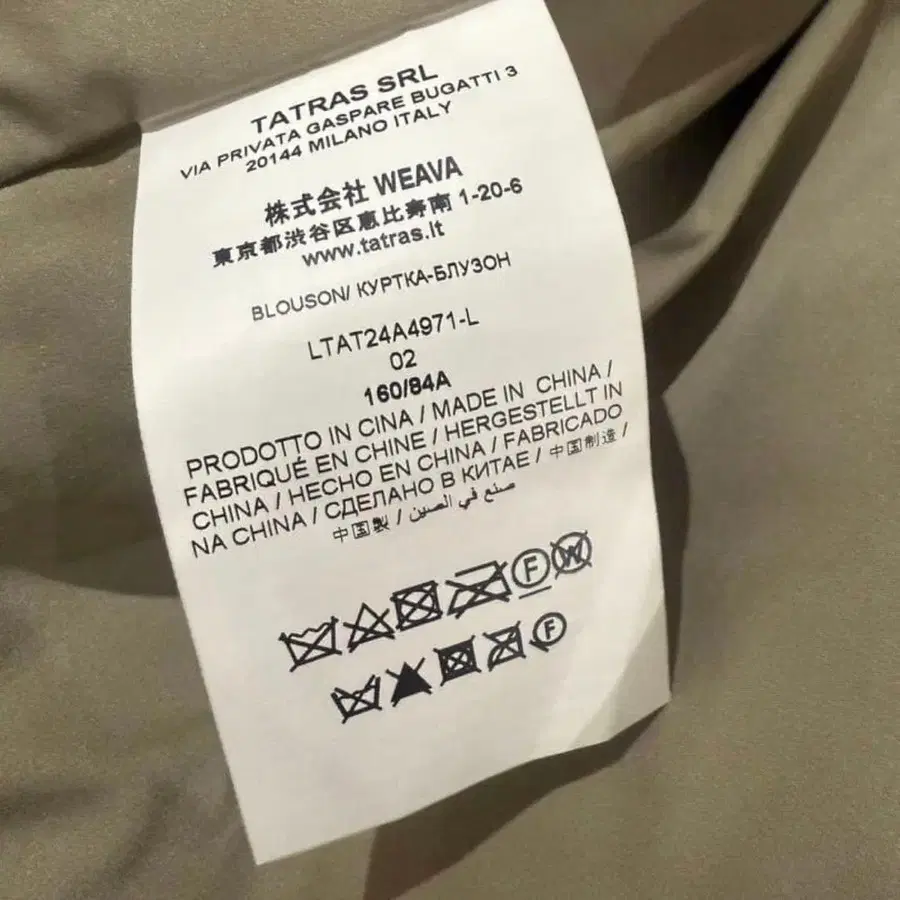 TATRAS SRL
VIA PRIVATA GASPARE BUGATTI 3
20144 MILANO ITALY
株式会社 WEAVA
東京都渋谷区恵比寿南 1-20-6
www.tatras.it
BLOUSON/ КУРТКА-БЛУЗОН
LTAT24A4971-L
02
160/84A
PRODOTTO IN CINA / MADE IN CHINA /
FABRIQUÉ EN CHINE / HERGESTELLT IN
CHINA / HECHO EN CHINA / FABRICADO
NA CHINA / СДЕЛАНО В КИТАЕ / 中国制造 /
中国製 / صنع في الصين
F W
F